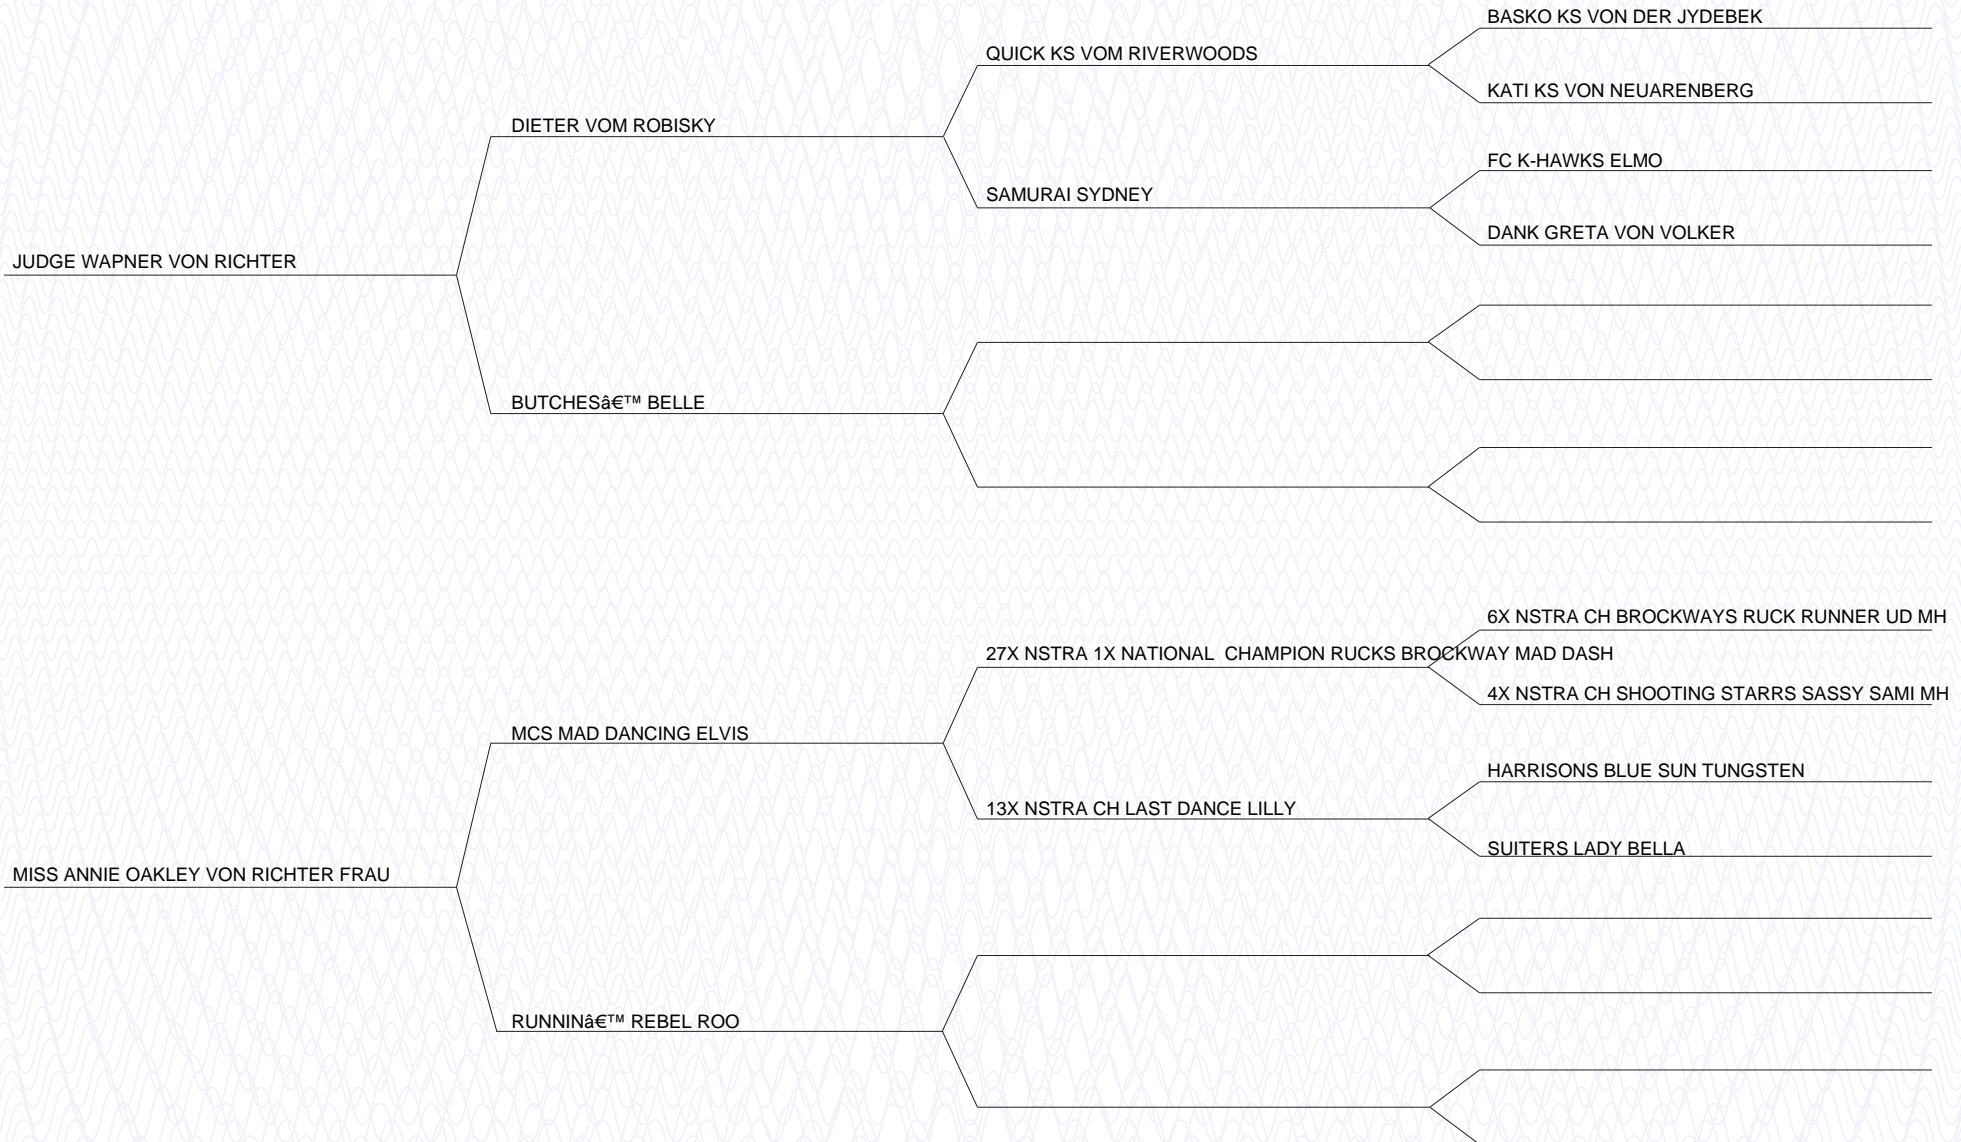 BASKO KS VON DER JYDEBEK
QUICK KS VOM RIVERWOODS
KATI KS VON NEUARENBERG
DIETER VOM ROBISKY
FC K-HAWKS ELMO
SAMURAI SYDNEY
DANK GRETA VON VOLKER
JUDGE WAPNER VON RICHTER
BUTCHESâ€™ BELLE
6X NSTRA CH BROCKWAYS RUCK RUNNER UD MH
27X NSTRA 1X NATIONAL  CHAMPION RUCKS BROCKWAY MAD DASH
4X NSTRA CH SHOOTING STARRS SASSY SAMI MH
MCS MAD DANCING ELVIS
HARRISONS BLUE SUN TUNGSTEN
13X NSTRA CH LAST DANCE LILLY
SUITERS LADY BELLA
MISS ANNIE OAKLEY VON RICHTER FRAU
RUNNINâ€™ REBEL ROO